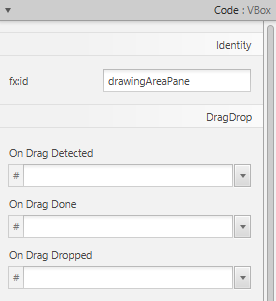 Code : VBox
Identity
fx:id drawingAreaPane
DragDrop
On Drag Detected
#
On Drag Done
#
On Drag Dropped
#